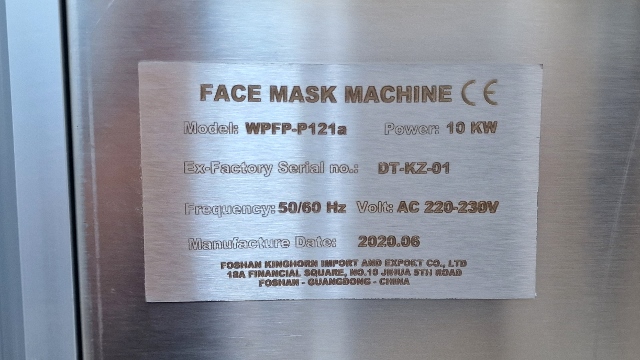 FACE MASK MACHINE CE
Model: WPFP-P121a Power: 10 KW
Ex-Factory Serial no.: DT-KZ-01
Frequency: 50/60 Hz Volt: AC 220-230V
Manufacture Date: 2020.06
FOSHAN KINGHORN IMPORT AND EXPORT CO., LTD
18A FINANCIAL SQUARE, NO.10 JIHUA 5TH ROAD
FOSHAN - GUANGDONG - CHINA